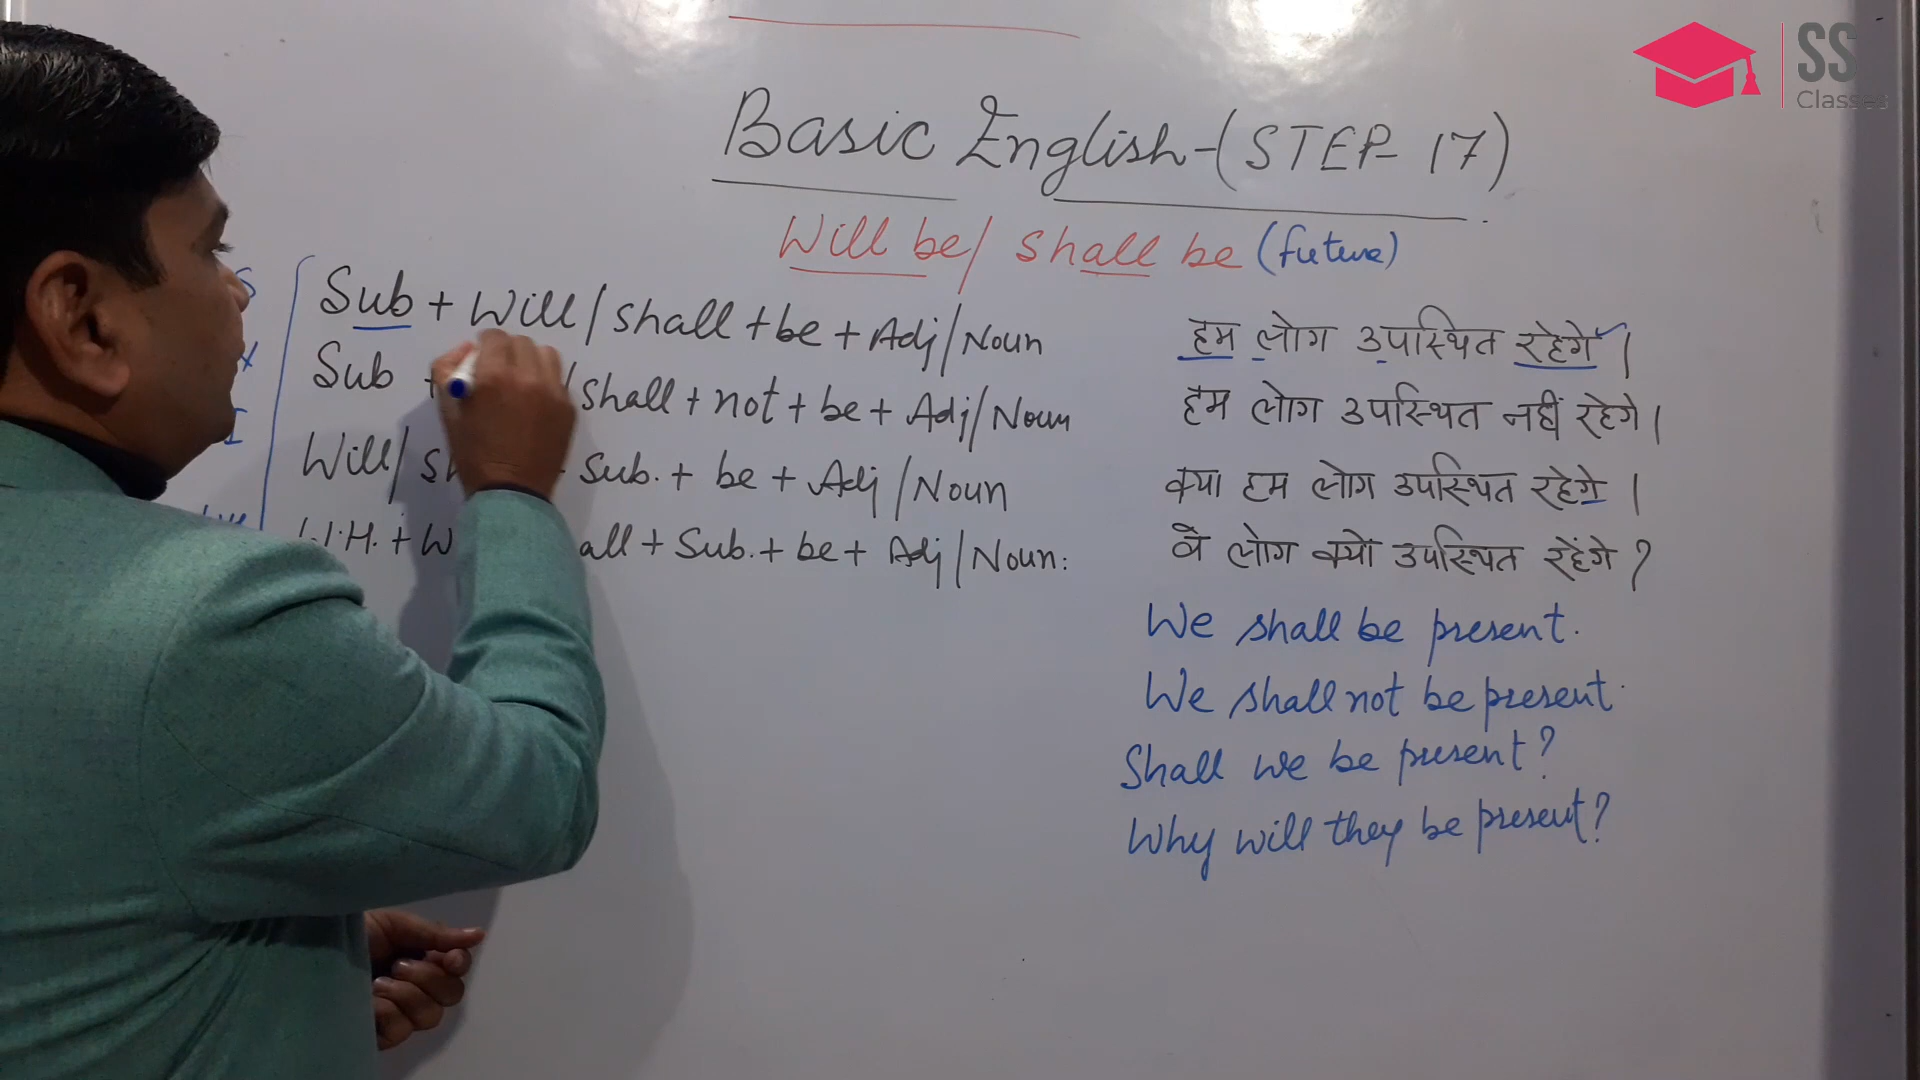 SS
Classes
Basic English-(STEP- 17)
Will be/ shall be (future)
Sub + Will/shall + be + Adj/Noun
Sub + /shall + not + be + Adj/Noun
Will/ Sub. + be + Adj/Noun
W.H. + all + Sub. + be + Adj/Noun:
हम लोग उपस्थित रहेगे।
हम लोग उपस्थित नहीं रहेगे।
क्या हम लोग उपस्थित रहेगे।
वे लोग क्यों उपस्थित रहेंगे?
We shall be present.
We shall not be present.
Shall we be present?
Why will they be present?